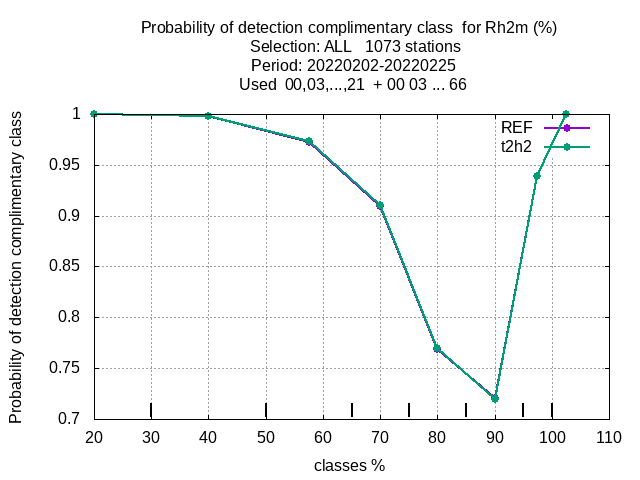 Probability of detection complimentary class  for Rh2m (%)
Selection: ALL   1073 stations
Period: 20220202-20220225
Used  00,03,...,21  + 00 03 ... 66
Probability of detection complimentary class
1
0.95
0.9
0.85
0.8
0.75
0.7
REF
t2h2
20 30 40 50 60 70 80 90 100 110
classes %